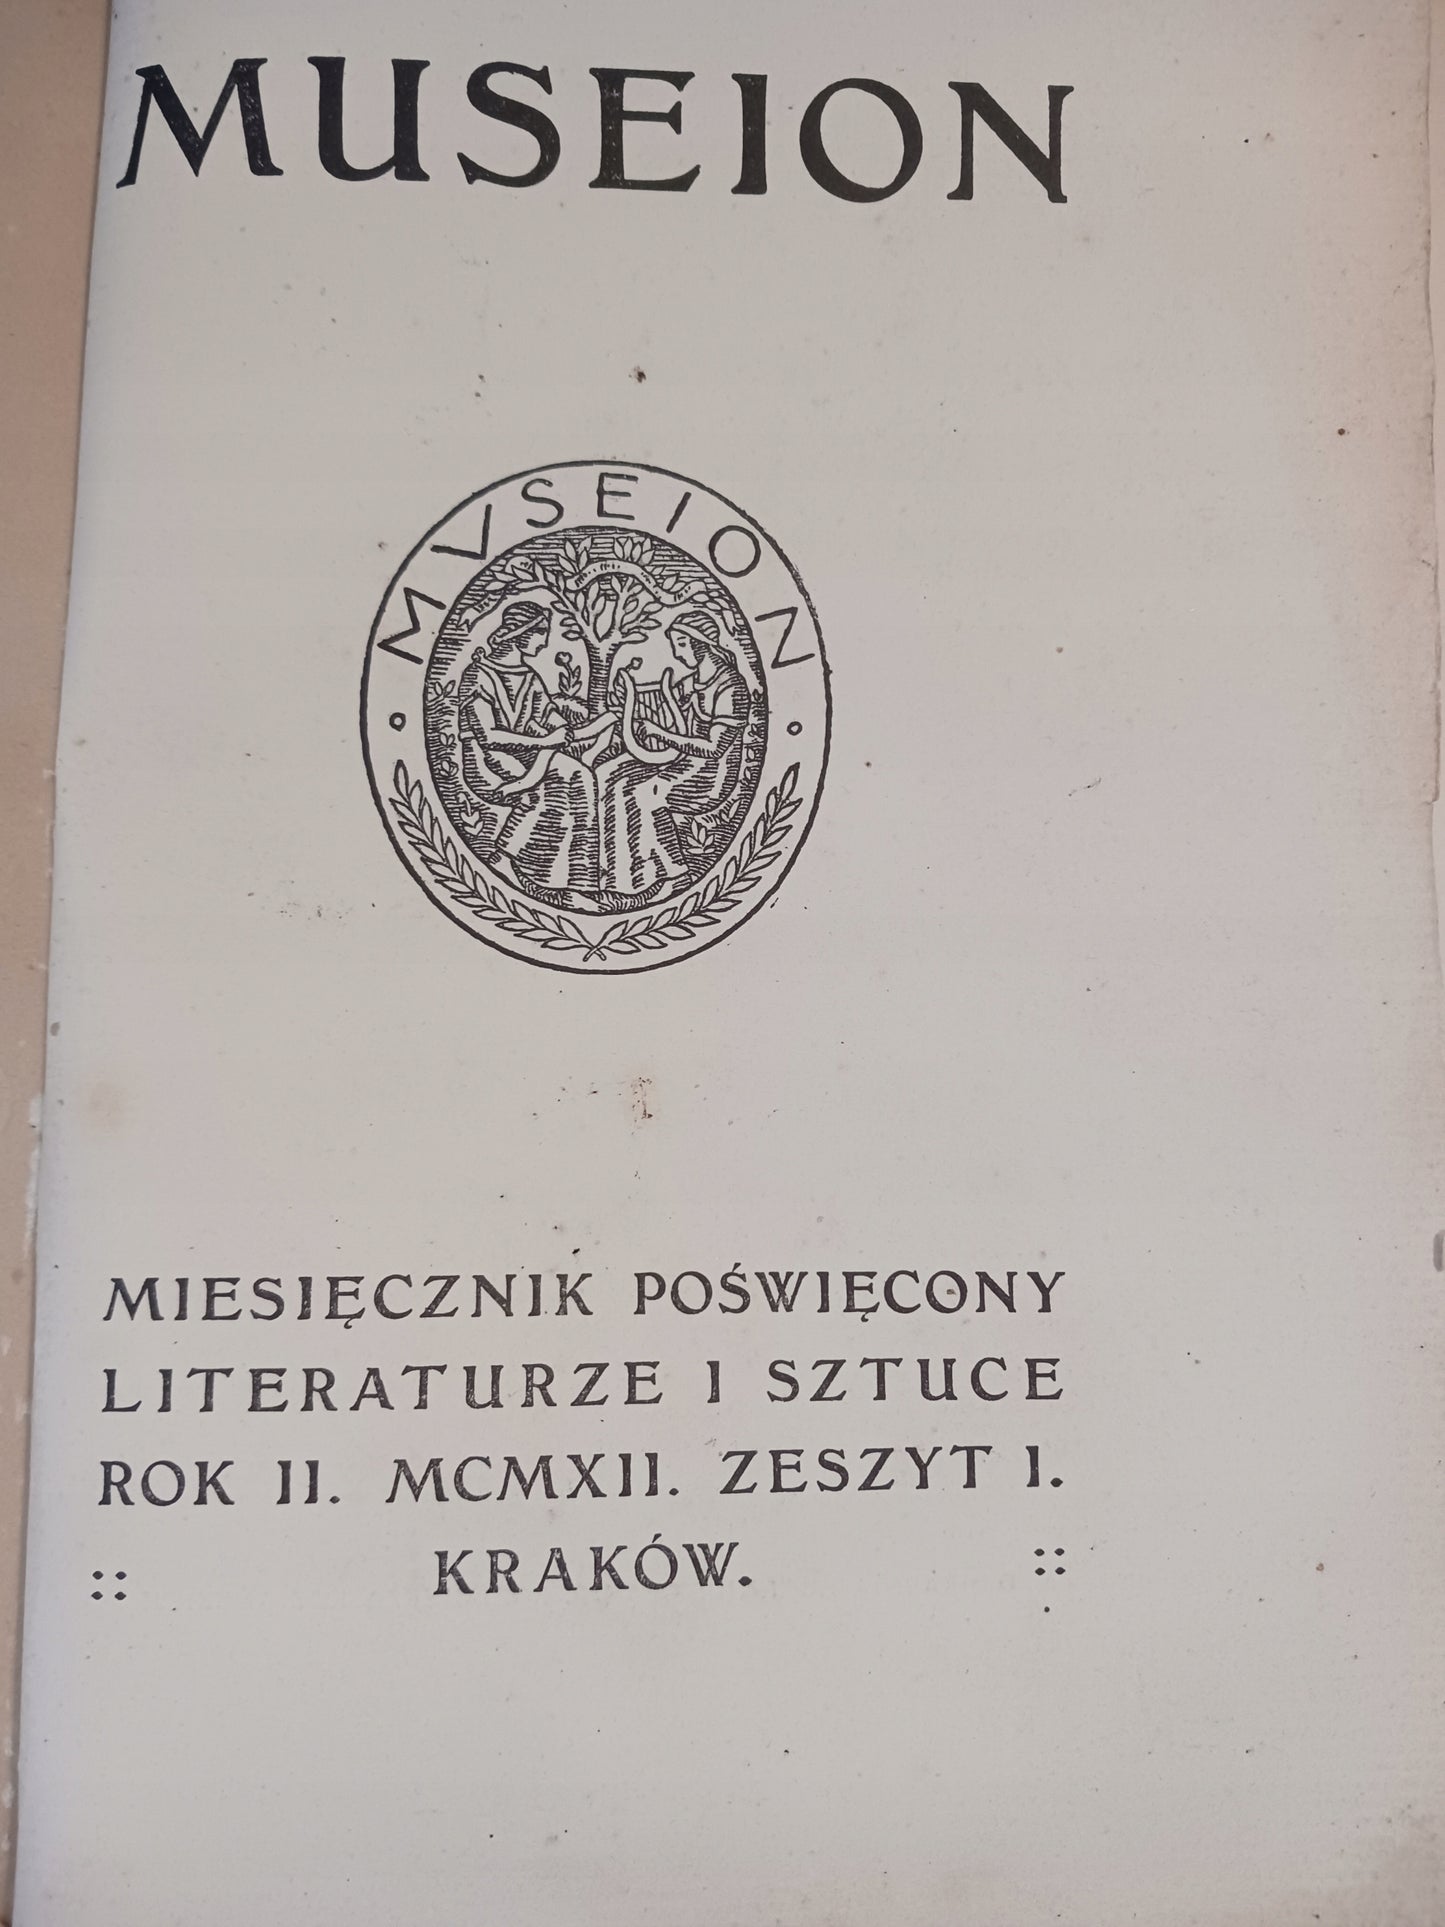 MUSEION
MVSEION
MIESIĘCZNIK POŚWIĘCONY
LITERATURZE I SZTUCE
ROK II. MCMXII. ZESZYT I.
:: KRAKÓW. ::